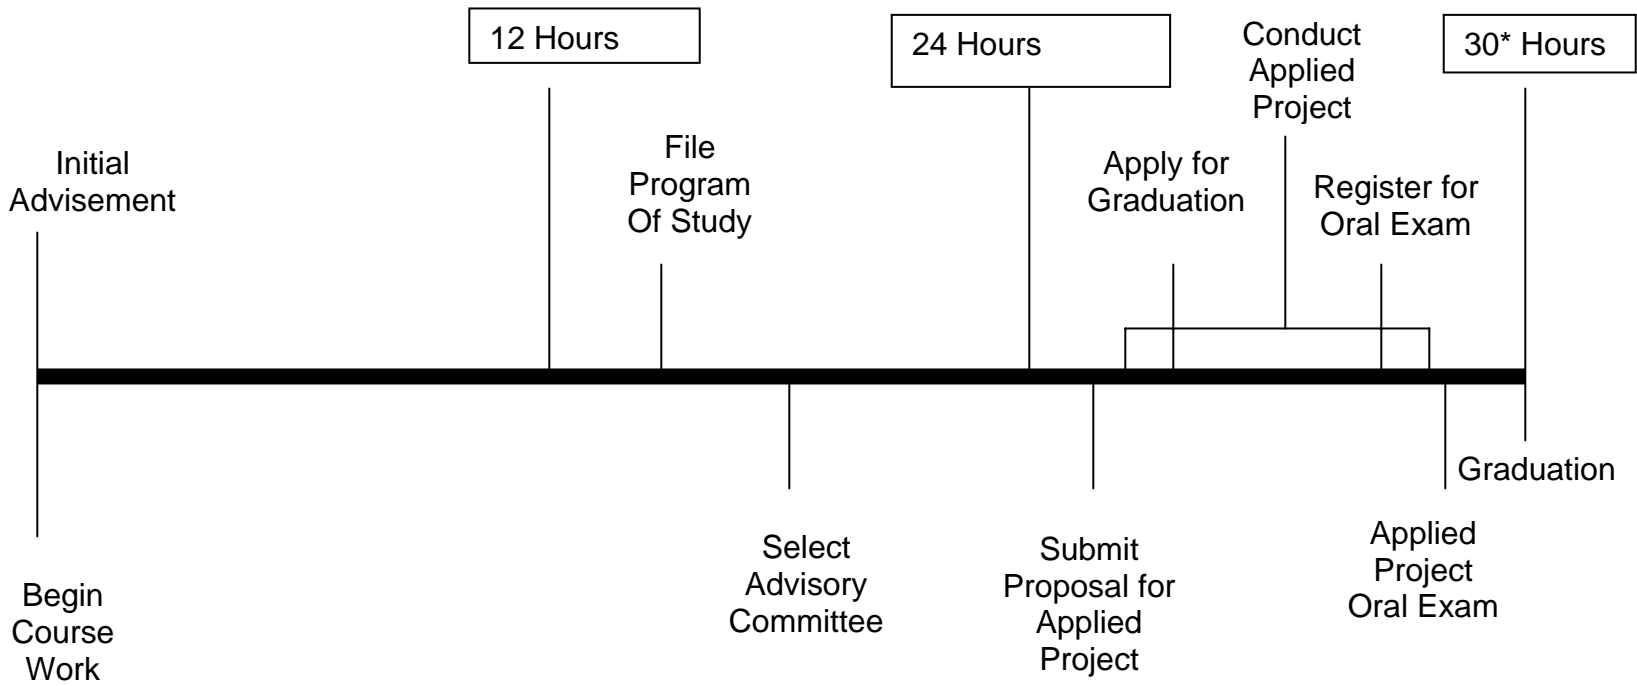 12 Hours
24 Hours
Conduct
Applied
Project
30* Hours
Initial
Advisement
File
Program
Of Study
Apply for
Graduation
Register for
Oral Exam
Graduation
Begin
Course
Work
Select
Advisory
Committee
Submit
Proposal for
Applied
Project
Applied
Project
Oral Exam